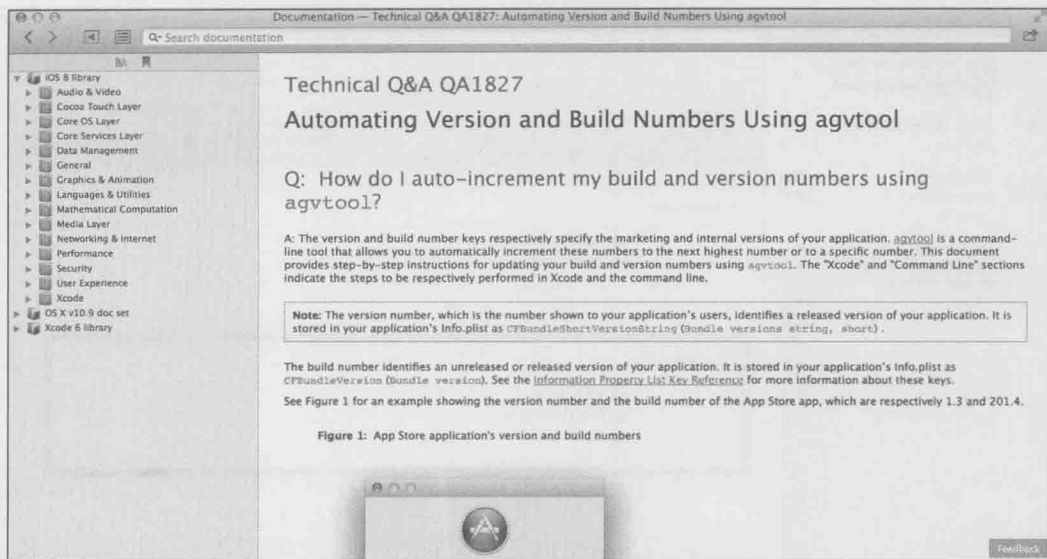 Documentation — Technical Q&A QA1827: Automating Version and Build Numbers Using agvtool
Search documentation
iOS 8 library
Audio & Video
Cocoa Touch Layer
Core OS Layer
Core Services Layer
Data Management
General
Graphics & Animation
Languages & Utilities
Mathematical Computation
Media Layer
Networking & Internet
Performance
Security
User Experience
Xcode
OS X v10.9 doc set
Xcode 6 library
Technical Q&A QA1827
Automating Version and Build Numbers Using agvtool
Q: How do I auto-increment my build and version numbers using
agvtool?
A: The version and build number keys respectively specify the marketing and internal versions of your application. agvtool is a command-
line tool that allows you to automatically increment these numbers to the next highest number or to a specific number. This document
provides step-by-step instructions for updating your build and version numbers using agvtool. The "Xcode" and "Command Line" sections
indicate the steps to be respectively performed in Xcode and the command line.
Note: The version number, which is the number shown to your application's users, identifies a released version of your application. It is
stored in your application's Info.plist as CFBundleShortVersionString (Bundle versions string, short).
The build number identifies an unreleased or released version of your application. It is stored in your application's Info.plist as
CFBundleVersion (Bundle version). See the Information Property List Key Reference for more information about these keys.
See Figure 1 for an example showing the version number and the build number of the App Store app, which are respectively 1.3 and 201.4.
Figure 1: App Store application's version and build numbers
Feedback